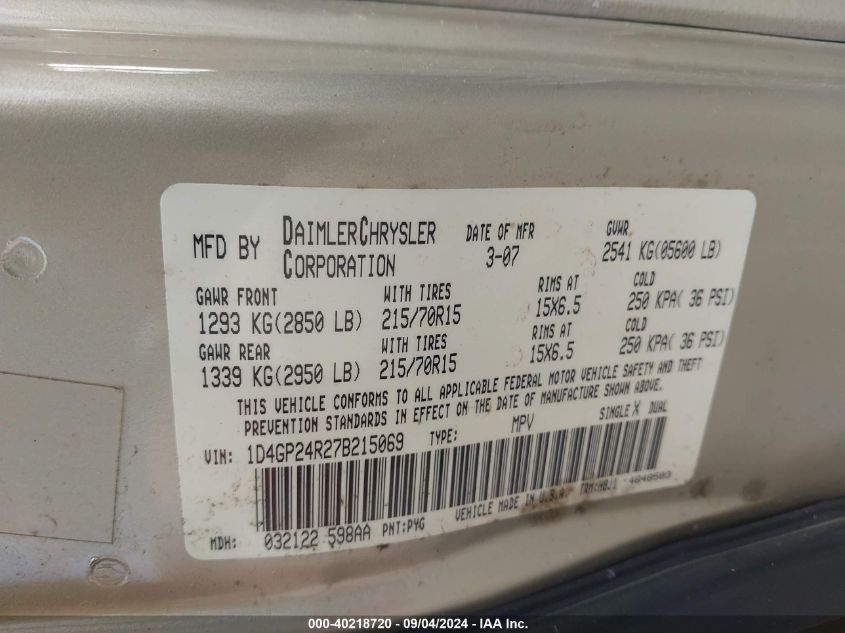 MFD BY DAIMLERCHRYSLER CORPORATION DATE OF MFR 3-07 GVWR 2541 KG(05600 LB)
GAWR FRONT WITH TIRES RIMS AT COLD
1293 KG(2850 LB) 215/70R15 15X6.5 250 KPA( 36 PSI)
GAWR REAR WITH TIRES RIMS AT COLD
1339 KG(2950 LB) 215/70R15 15X6.5 250 KPA( 36 PSI)
THIS VEHICLE CONFORMS TO ALL APPLICABLE FEDERAL MOTOR VEHICLE SAFETY AND THEFT
PREVENTION STANDARDS IN EFFECT ON THE DATE OF MANUFACTURE SHOWN ABOVE.
VIN: 1D4GP24R27B215069 TYPE: MPV SINGLE X DUAL
MDH: 032122 598AA PNT:PYG VEHICLE MADE IN U.S.A. TRM:MBJ1 4648503
000-40218720 - 09/04/2024 - IAA Inc.